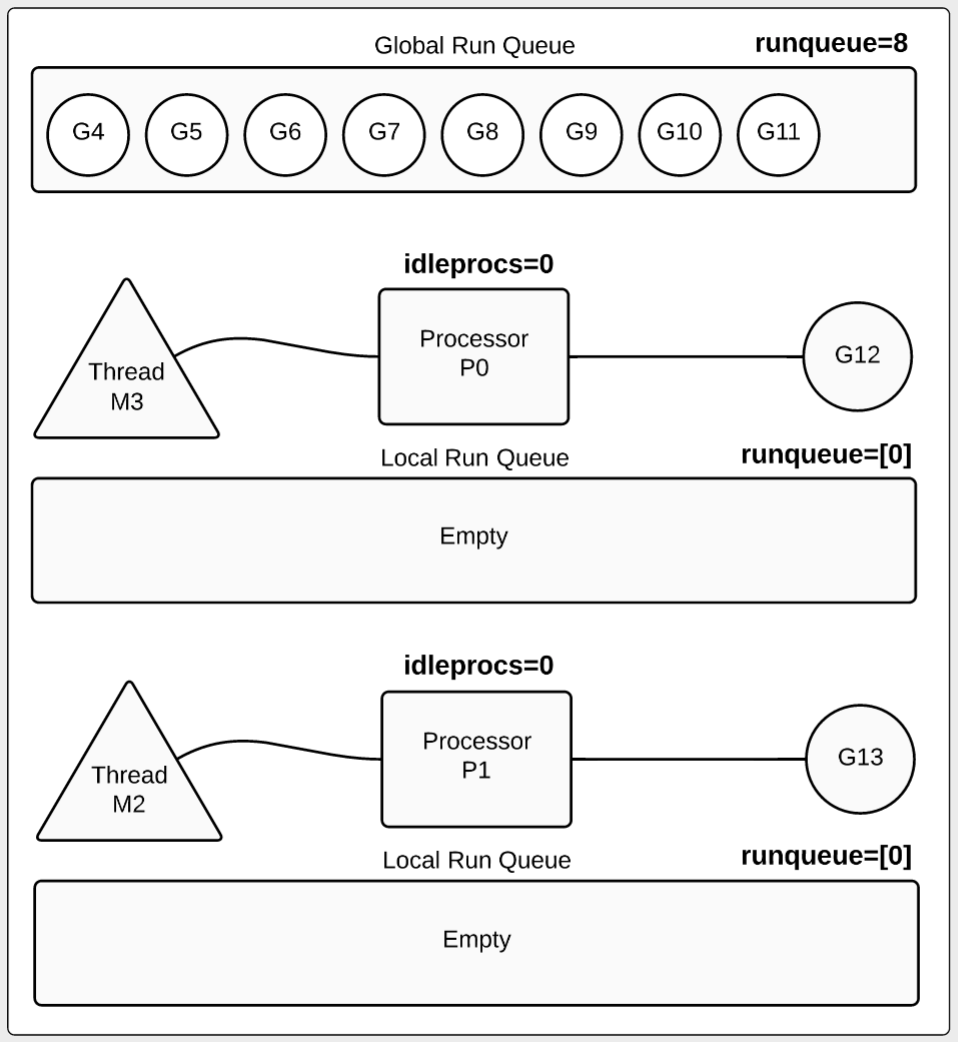 Global Run Queue
runqueue=8
G4 G5 G6 G7 G8 G9 G10 G11
idleprocs=0
Thread
M3
Processor
P0
G12
Local Run Queue
runqueue=[0]
Empty
idleprocs=0
Thread
M2
Processor
P1
G13
Local Run Queue
runqueue=[0]
Empty